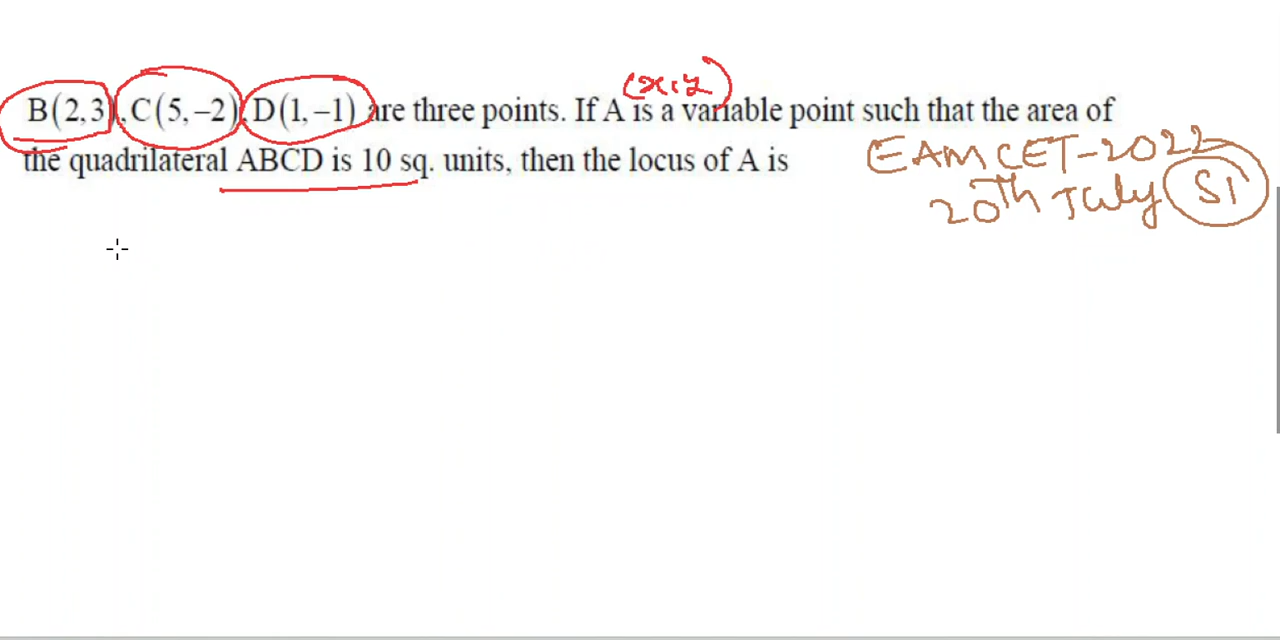 (x,y)
B(2,3),C(5,−2),D(1,−1) are three points. If A is a variable point such that the area of
the quadrilateral ABCD is 10 sq. units, then the locus of A is
EAMCET-2022
20th July S1